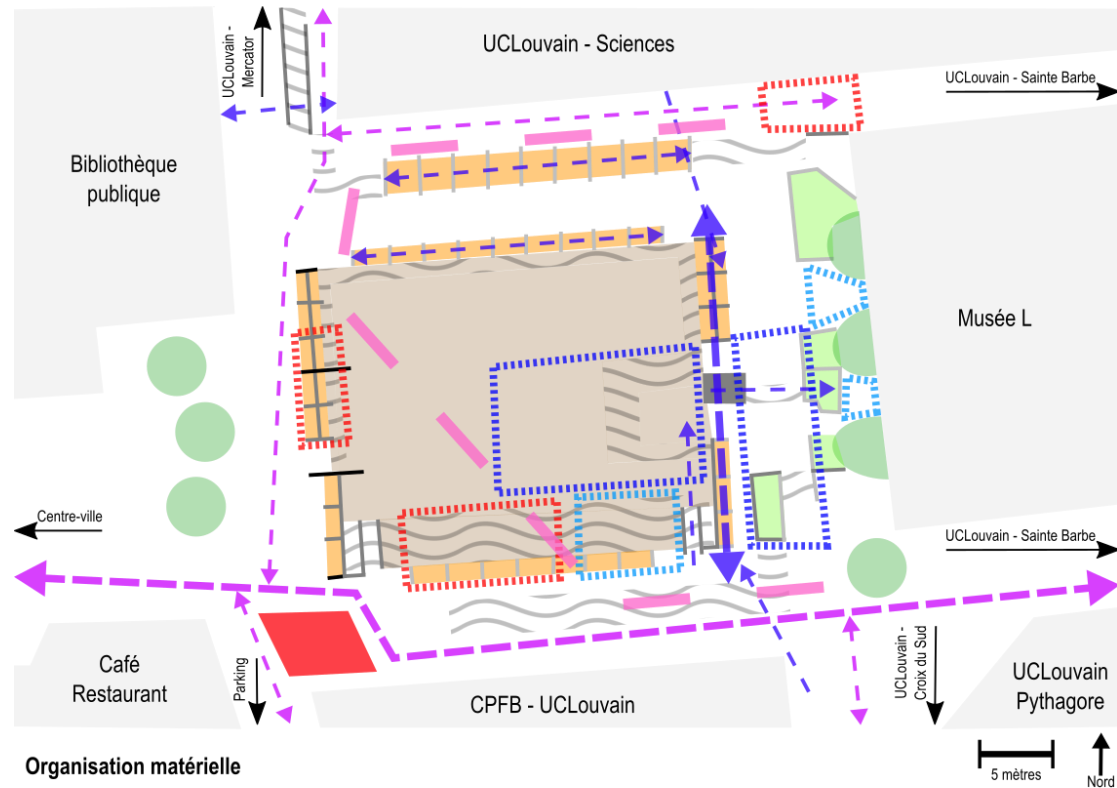 UCLouvain -
Mercator
UCLouvain - Sciences
UCLouvain - Sainte Barbe
Bibliothèque
publique
Musée L
Centre-ville
UCLouvain - Sainte Barbe
Café
Restaurant
Parking
CPFB - UCLouvain
UCLouvain -
Croix du Sud
UCLouvain
Pythagore
Organisation matérielle
5 mètres
Nord